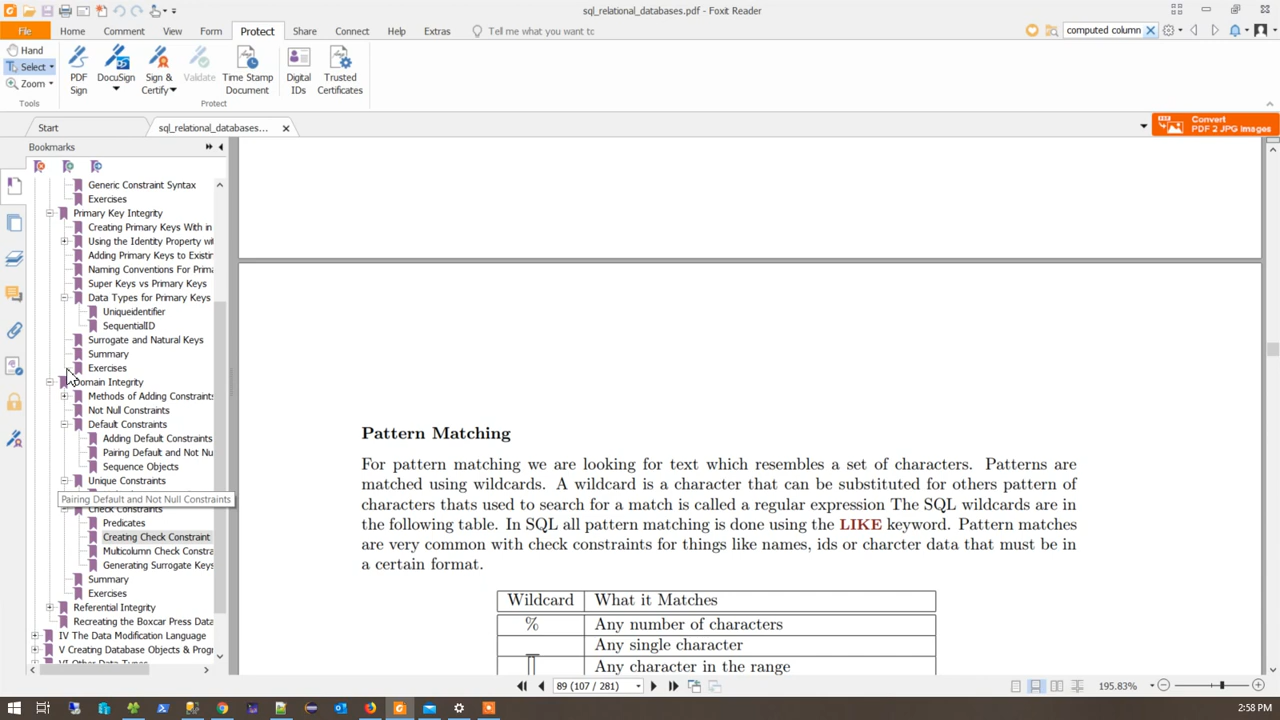 sql_relational_databases.pdf - Foxit Reader
File Home Comment View Form Protect Share Connect Help Extras Tell me what you want tc computed column
Hand
Select
Zoom
Tools
PDF Sign
DocuSign
Sign & Certify
Validate
Time Stamp Document
Protect
Digital IDs
Trusted Certificates
Start sql_relational_databases...
Convert
PDF 2 JPG Images
Bookmarks
Generic Constraint Syntax
Exercises
Primary Key Integrity
Creating Primary Keys With in
Using the Identity Property wi
Adding Primary Keys to Existir
Naming Conventions For Prima
Super Keys vs Primary Keys
Data Types for Primary Keys
Uniqueidentifier
SequentialID
Surrogate and Natural Keys
Summary
Exercises
Domain Integrity
Methods of Adding Constraints
Not Null Constraints
Default Constraints
Adding Default Constraints
Pairing Default and Not Nu
Sequence Objects
Unique Constraints
Pairing Default and Not Null Constraints
Check Constraints
Predicates
Creating Check Constraint
Multicolumn Check Constra
Generating Surrogate Keys
Summary
Exercises
Referential Integrity
Recreating the Boxcar Press Data
IV The Data Modification Language
V Creating Database Objects & Progr
VI Other Data Types
Pattern Matching
For pattern matching we are looking for text which resembles a set of characters. Patterns are
matched using wildcards. A wildcard is a character that can be substituted for others pattern of
characters thats used to search for a match is called a regular expression The SQL wildcards are in
the following table. In SQL all pattern matching is done using the LIKE keyword. Pattern matches
are very common with check constraints for things like names, ids or charcter data that must be in
a certain format.
Wildcard What it Matches
% Any number of characters
_ Any single character
[] Any character in the range
89 (107 / 281)
195.83%
2:58 PM